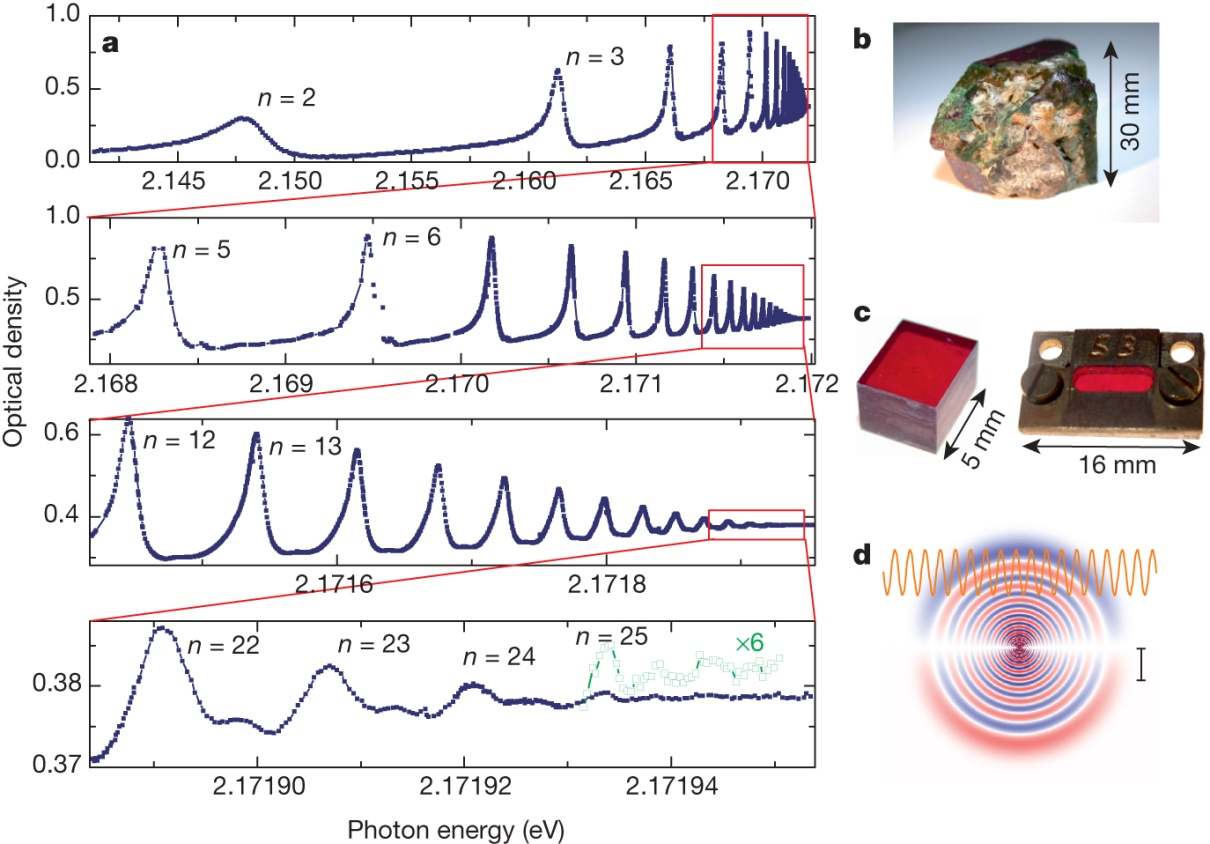 a
1.0
0.5
0.0
n = 2
n = 3
2.145 2.150 2.155 2.160 2.165 2.170
1.0
0.5
n = 5
n = 6
2.168 2.169 2.170 2.171 2.172
0.6
0.4
n = 12
n = 13
2.1716 2.1718
0.38
0.37
n = 22
n = 23
n = 24
n = 25
×6
2.17190 2.17192 2.17194
Optical density
Photon energy (eV)
b
30 mm
c
5 mm
53
16 mm
d